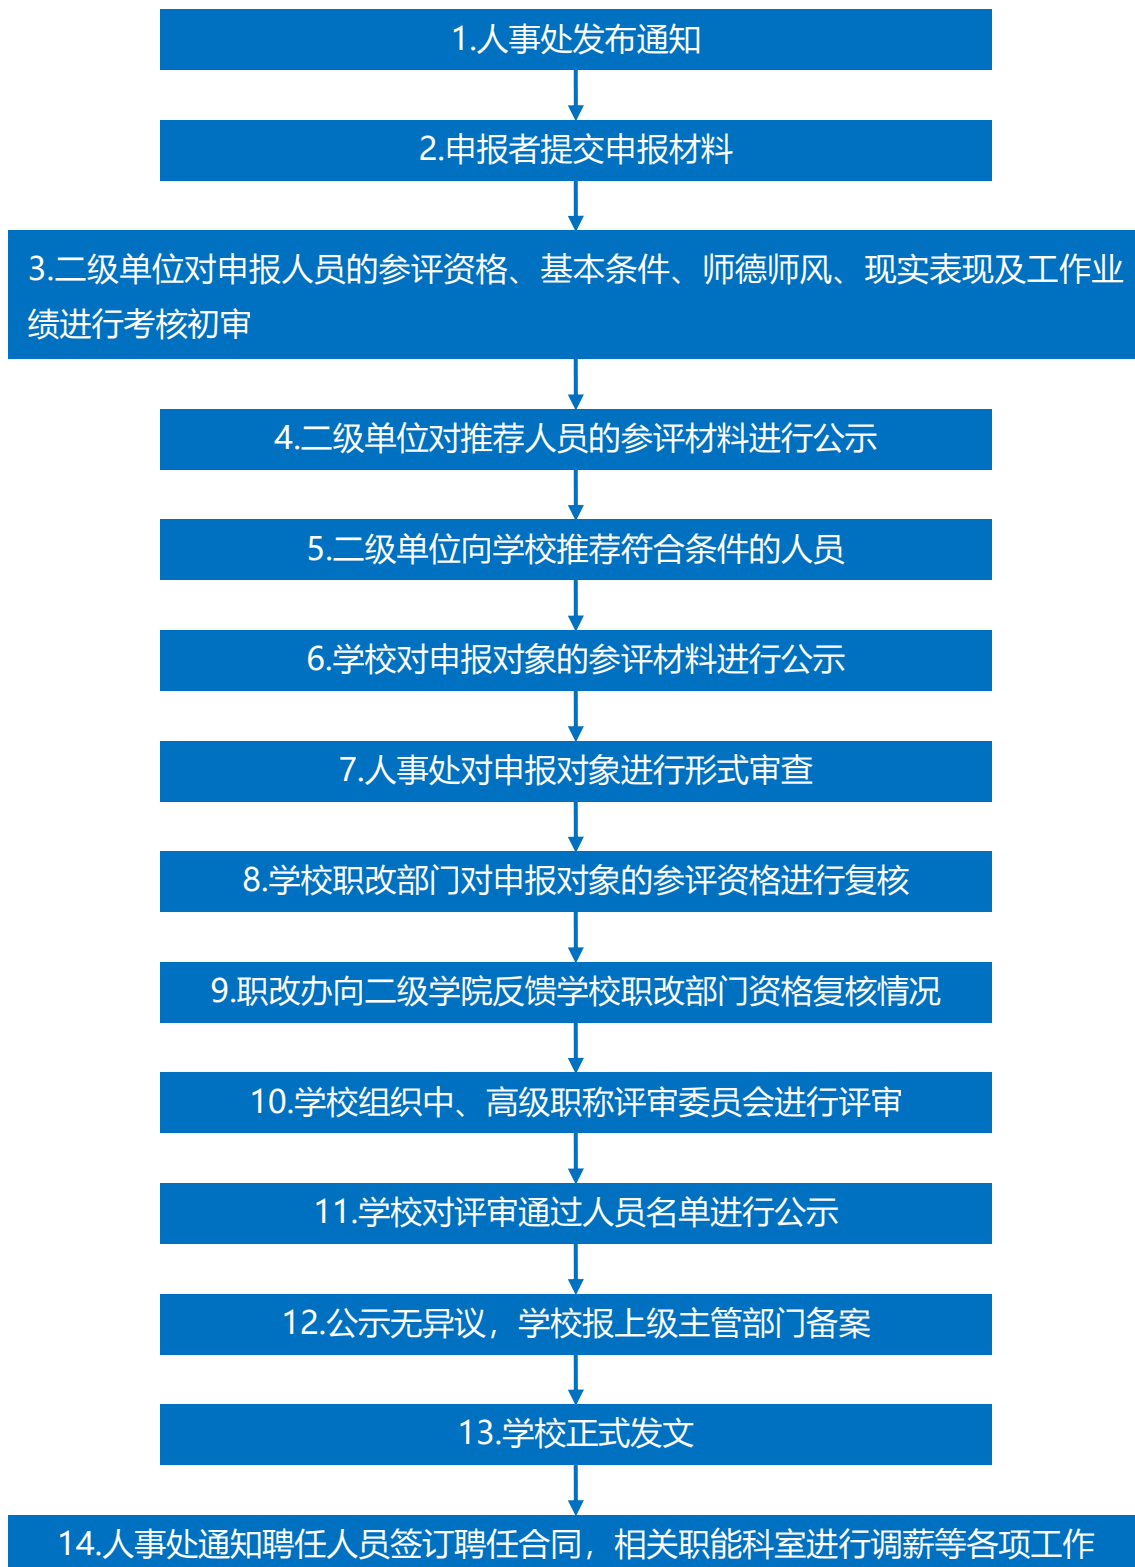 1.人事处发布通知
2.申报者提交申报材料
3.二级单位对申报人员的参评资格、基本条件、师德师风、现实表现及工作业
绩进行考核初审
4.二级单位对推荐人员的参评材料进行公示
5.二级单位向学校推荐符合条件的人员
6.学校对申报对象的参评材料进行公示
7.人事处对申报对象进行形式审查
8.学校职改部门对申报对象的参评资格进行复核
9.职改办向二级学院反馈学校职改部门资格复核情况
10.学校组织中、高级职称评审委员会进行评审
11.学校对评审通过人员名单进行公示
12.公示无异议，学校报上级主管部门备案
13.学校正式发文
14.人事处通知聘任人员签订聘任合同，相关职能科室进行调薪等各项工作